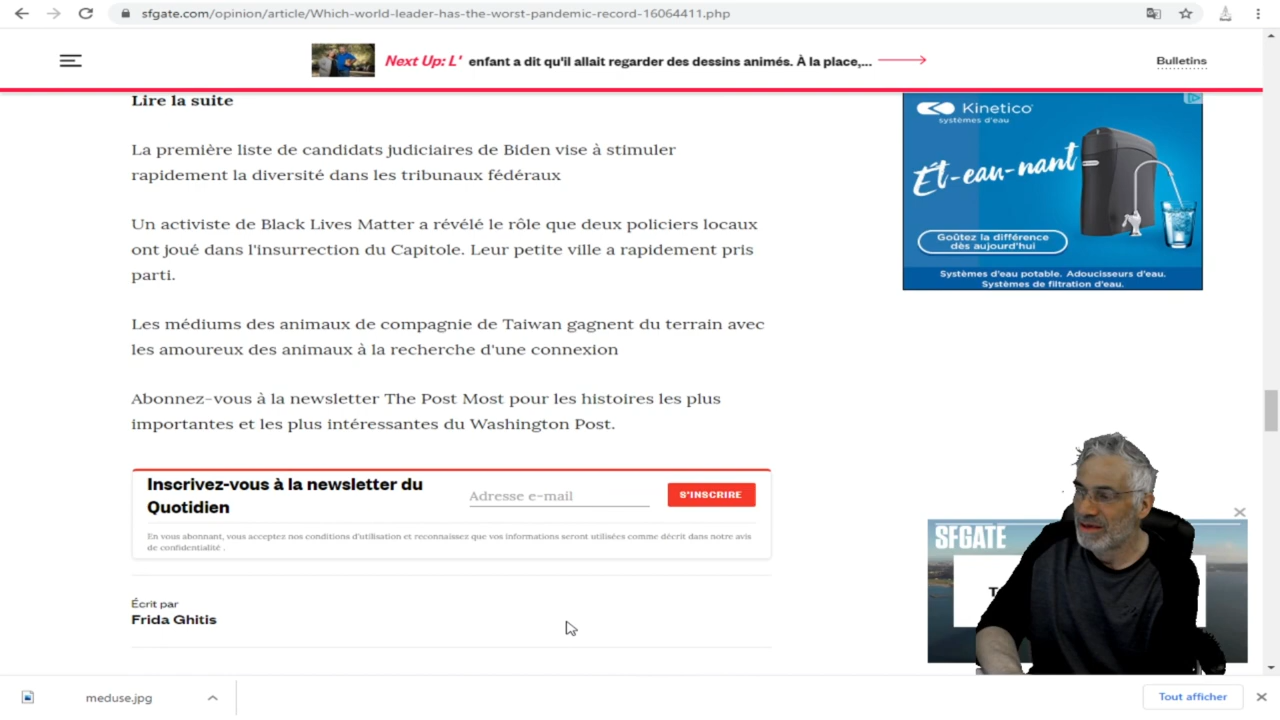 sfgate.com/opinion/article/Which-world-leader-has-the-worst-pandemic-record-16064411.php
Next Up: L' enfant a dit qu'il allait regarder des dessins animés. À la place,...
Bulletins
Lire la suite
La première liste de candidats judiciaires de Biden vise à stimuler
rapidement la diversité dans les tribunaux fédéraux
Un activiste de Black Lives Matter a révélé le rôle que deux policiers locaux
ont joué dans l'insurrection du Capitole. Leur petite ville a rapidement pris
parti.
Les médiums des animaux de compagnie de Taiwan gagnent du terrain avec
les amoureux des animaux à la recherche d'une connexion
Abonnez-vous à la newsletter The Post Most pour les histoires les plus
importantes et les plus intéressantes du Washington Post.
Inscrivez-vous à la newsletter du
Quotidien
Adresse e-mail
S'INSCRIRE
En vous abonnant, vous acceptez nos conditions d'utilisation et reconnaissez que vos informations seront utilisées comme décrit dans notre avis
de confidentialité .
Écrit par
Frida Ghitis
Kinetico
systèmes d'eau
Ét-eau-nant
Goûtez la différence
dès aujourd'hui
Systèmes d'eau potable. Adoucisseurs d'eau.
Systèmes de filtration d'eau.
SFGATE
meduse.jpg
Tout afficher